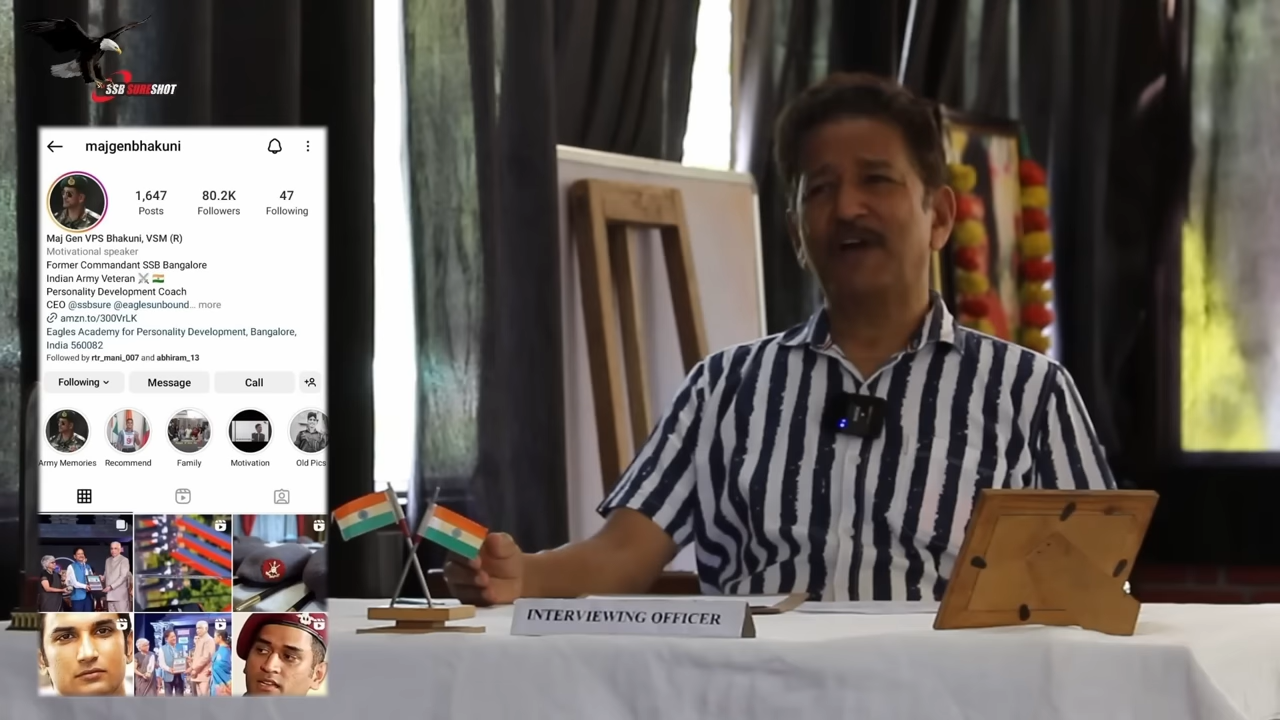 SSB SURESHOT
majgenbhakuni
1,647
Posts
80.2K
Followers
47
Following
Maj Gen VPS Bhakuni, VSM (R)
Motivational speaker
Former Commandant SSB Bangalore
Indian Army Veteran ⚔️ 🇮🇳
Personality Development Coach
CEO @ssbsure @eaglesunbound... more
amzn.to/300VrLK
Eagles Academy for Personality Development, Bangalore,
India 560082
Followed by rtr_mani_007 and abhiram_13
Following
Message
Call
Army Memories
Recommend
Family
Motivation
Old Pics
INTERVIEWING OFFICER